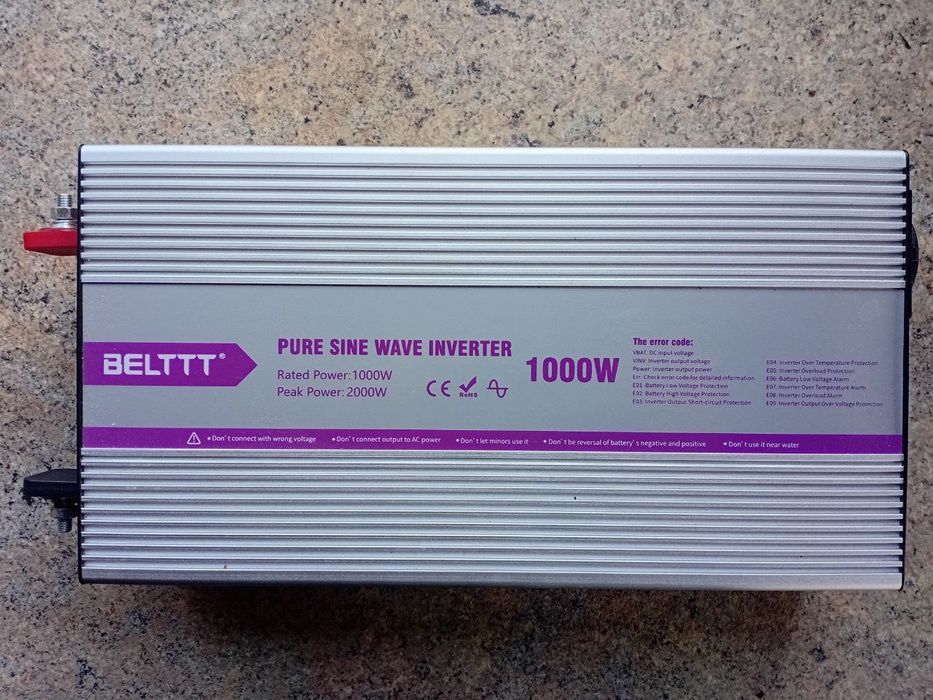 BELTTT®
PURE SINE WAVE INVERTER
Rated Power:1000W
Peak Power: 2000W
CE
RoHS
1000W
The error code:
VBAT: DC input voltage
VINV: Inverter output voltage
Power: Inverter output power
Err: Check error code for detailed information
E01: Battery Low Voltage Protection
E02: Battery High Voltage Protection
E03: Inverter Output Short-circuit Protection
E04: Inverter Over Temperature Protection
E05: Inverter Overload Protection
E06: Battery Low Voltage Alarm
E07: Inverter Over Temperature Alarm
E08: Inverter Overload Alarm
E09: Inverter Output Over Voltage Protection
• Don't connect with wrong voltage • Don't connect output to AC power • Don't let minors use it • Don't be reversal of battery's negative and positive • Don't use it near water